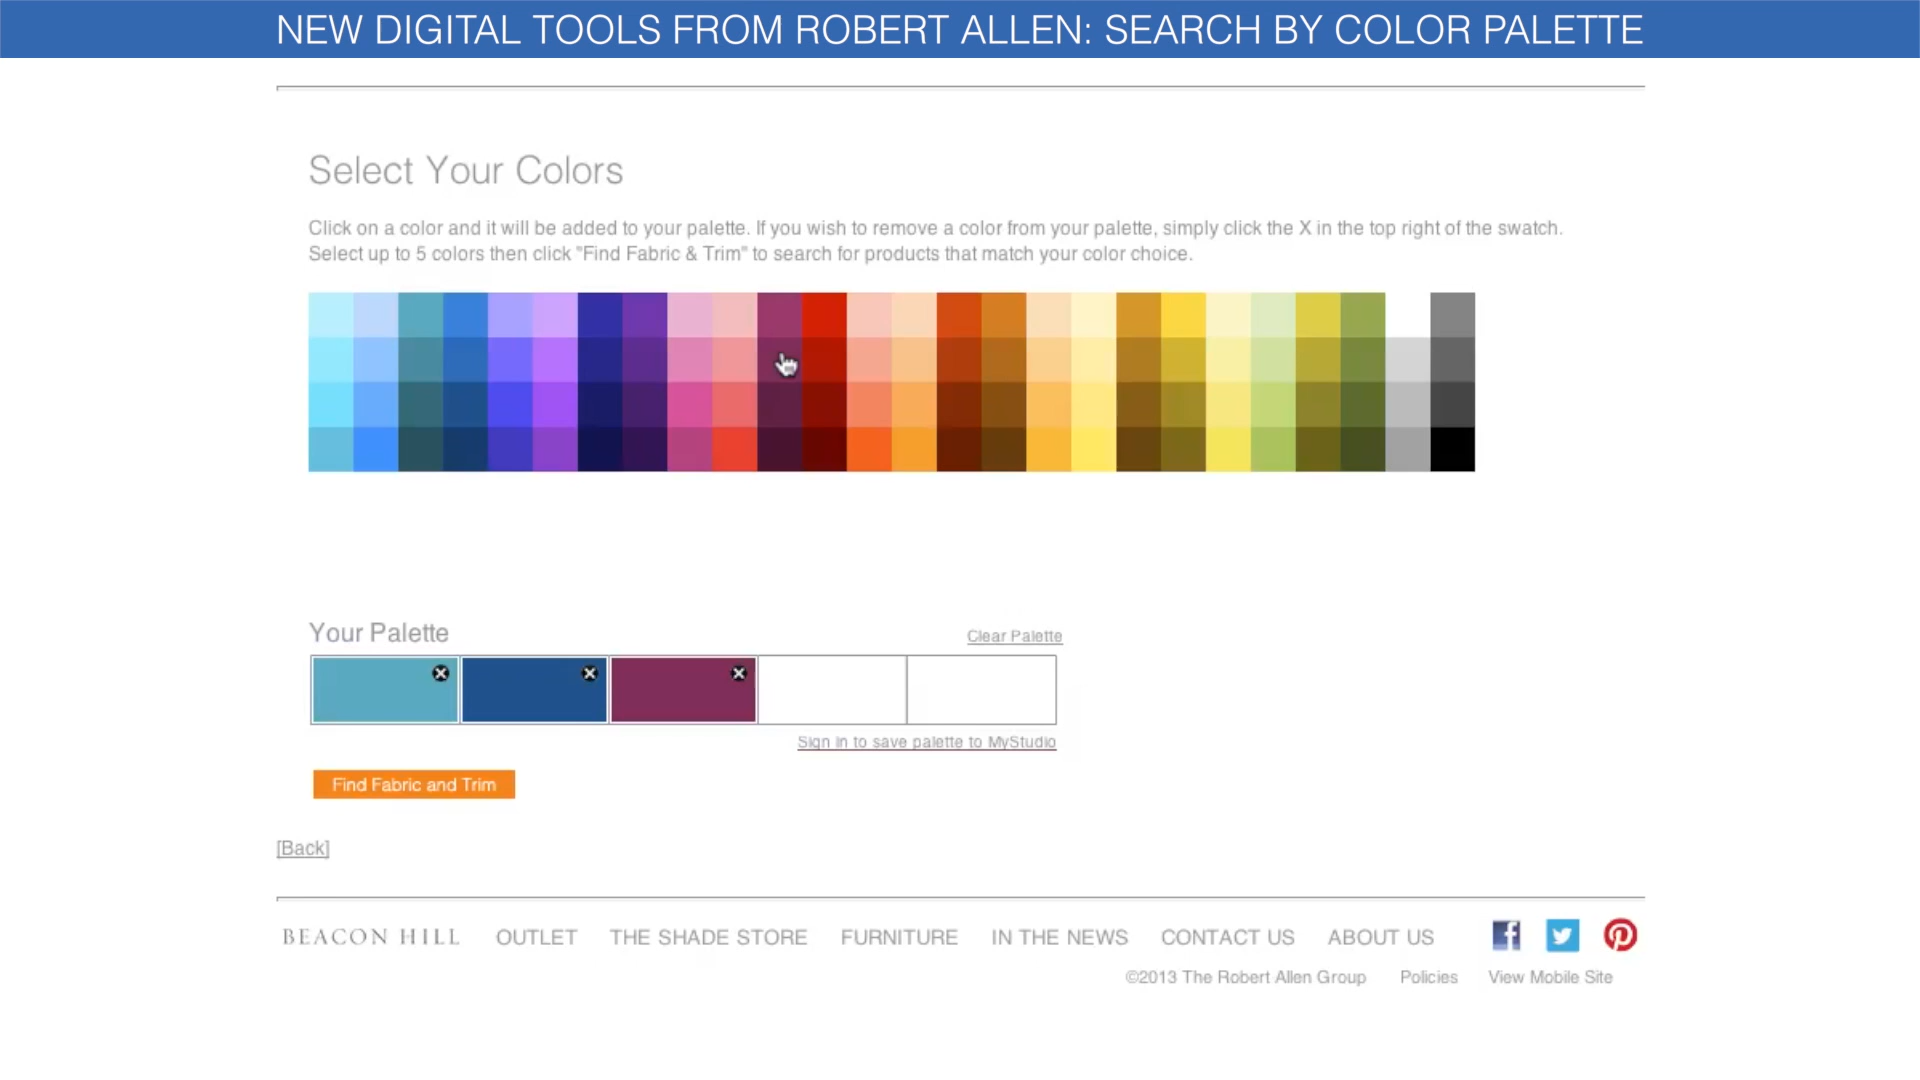 NEW DIGITAL TOOLS FROM ROBERT ALLEN: SEARCH BY COLOR PALETTE
Select Your Colors
Click on a color and it will be added to your palette. If you wish to remove a color from your palette, simply click the X in the top right of the swatch.
Select up to 5 colors then click "Find Fabric & Trim" to search for products that match your color choice.
Your Palette
Clear Palette
Sign in to save palette to MyStudio
Find Fabric and Trim
[Back]
BEACON HILL OUTLET THE SHADE STORE FURNITURE IN THE NEWS CONTACT US ABOUT US
©2013 The Robert Allen Group Policies View Mobile Site